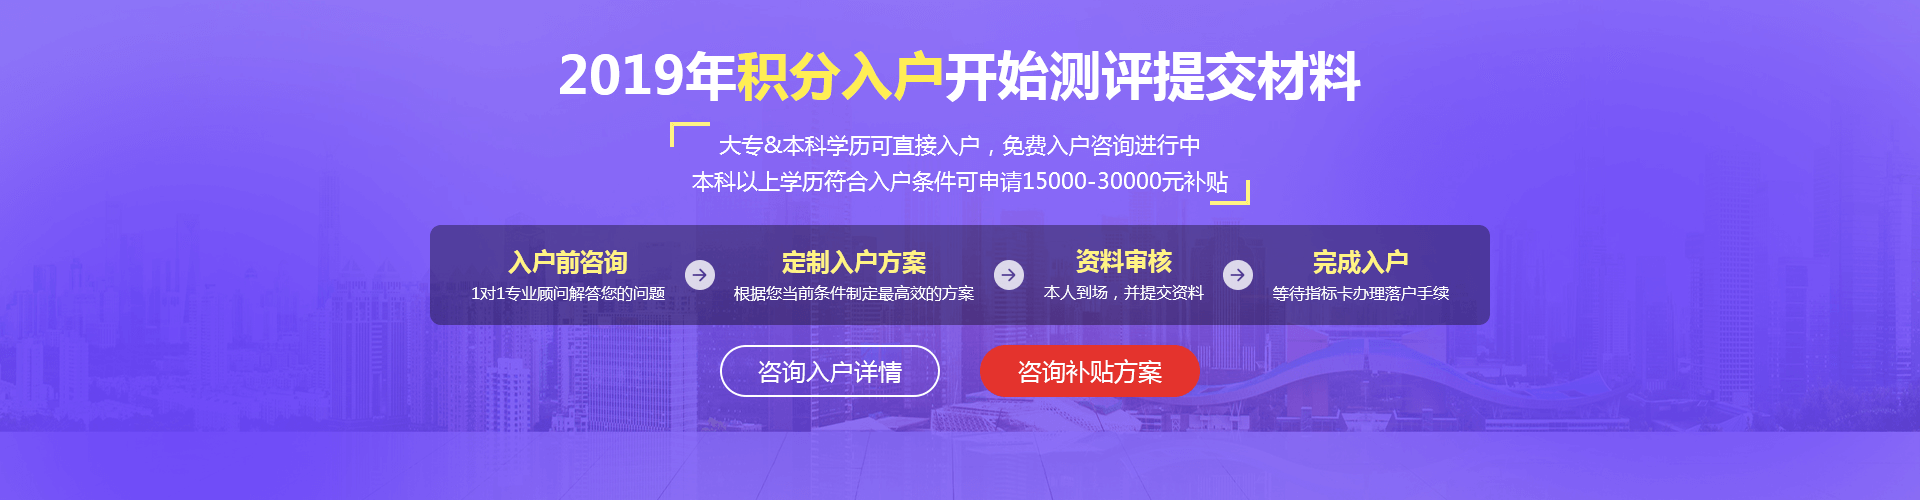 2019年积分入户开始测评提交材料
大专&本科学历可直接入户，免费入户咨询进行中
本科以上学历符合入户条件可申请15000-30000元补贴
入户前咨询
1对1专业顾问解答您的问题
定制入户方案
根据您当前条件制定最高效的方案
资料审核
本人到场，并提交资料
完成入户
等待指标卡办理落户手续
咨询入户详情
咨询补贴方案